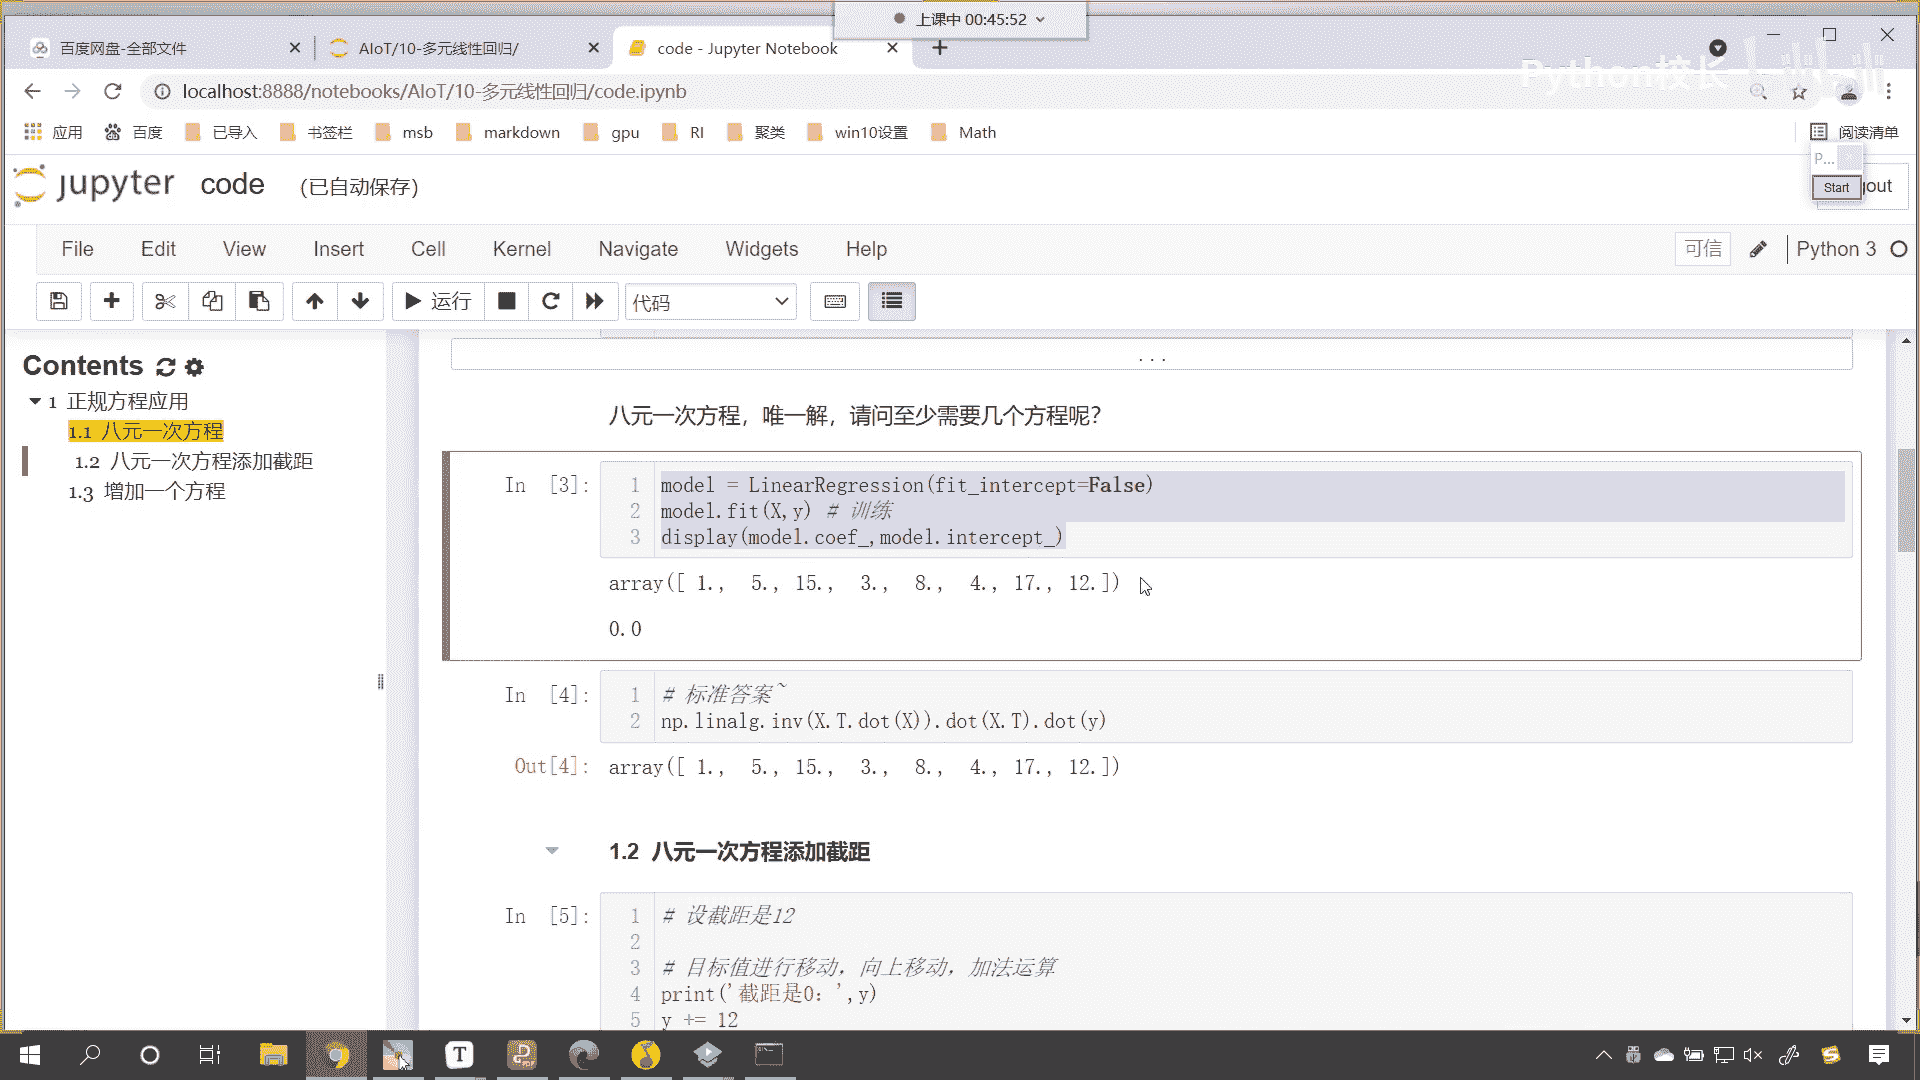 上课中 00:45:52
百度网盘-全部文件
AIoT/10-多元线性回归/
code - Jupyter Notebook
Python校长
localhost:8888/notebooks/AIoT/10-多元线性回归/code.ipynb
应用 百度 已导入 书签栏 msb markdown gpu RI 聚类 win10设置 Math 阅读清单
P...
Start
out
jupyter code (已自动保存)
File Edit View Insert Cell Kernel Navigate Widgets Help 可信 Python 3
运行 代码
Contents
1 正规方程应用
1.1 八元一次方程
1.2 八元一次方程添加截距
1.3 增加一个方程
...
八元一次方程，唯一解，请问至少需要几个方程呢？
In [3]:
1 model = LinearRegression(fit_intercept=False)
2 model.fit(X,y) # 训练
3 display(model.coef_,model.intercept_)
array([ 1., 5., 15., 3., 8., 4., 17., 12.])
0.0
In [4]:
1 # 标准答案~
2 np.linalg.inv(X.T.dot(X)).dot(X.T).dot(y)
Out[4]: array([ 1., 5., 15., 3., 8., 4., 17., 12.])
1.2 八元一次方程添加截距
In [5]:
1 # 设截距是12
2
3 # 目标值进行移动，向上移动，加法运算
4 print('截距是0：',y)
5 y += 12